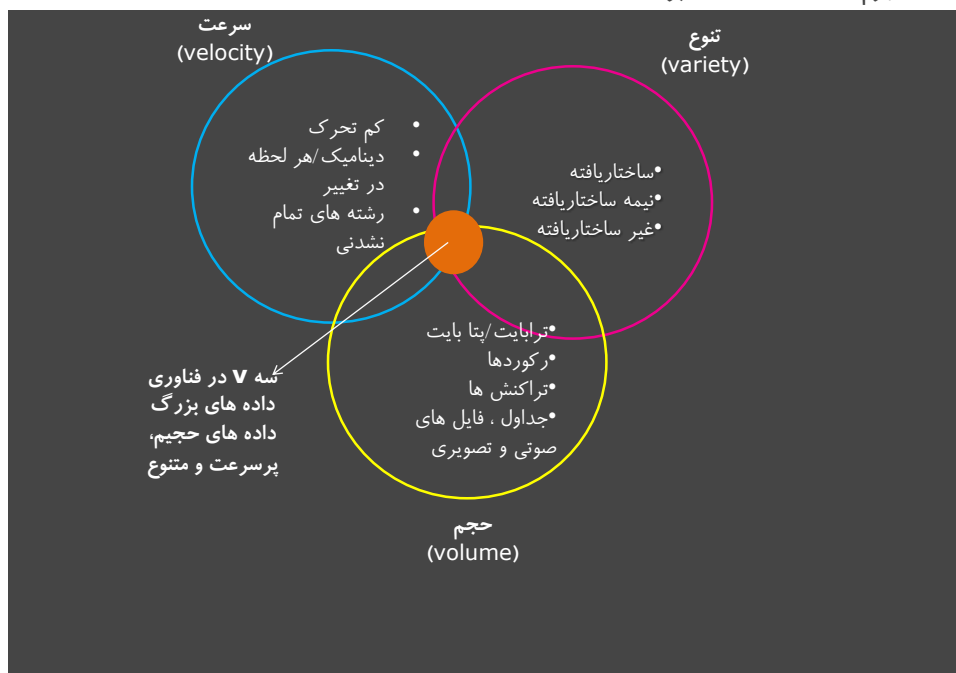 سرعت
(velocity)
تنوع
(variety)
• کم تحرک
• دینامیک/هر لحظه
در تغییر
• رشته های تمام
نشدنی
•ساختاریافته
•نیمه ساختاریافته
•غیر ساختاریافته
•ترابایت/پتا بایت
•رکوردها
•تراکنش ها
•جداول ، فایل های
صوتی و تصویری
سه V در فناوری
داده های بزرگ
داده های حجیم،
پرسرعت و متنوع
حجم
(volume)